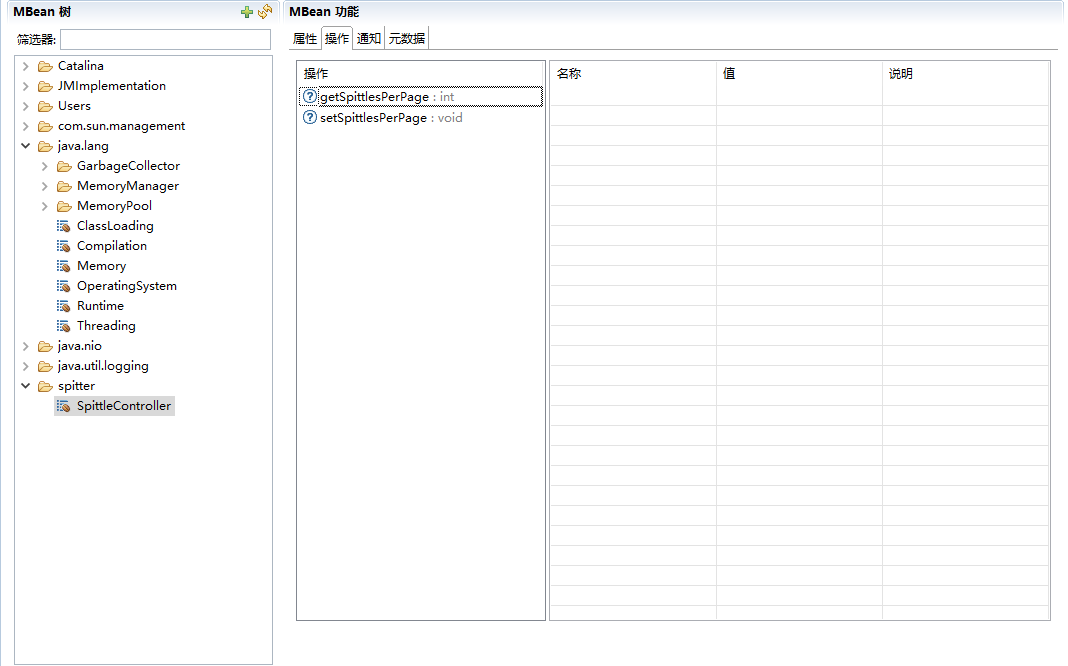 MBean 树
筛选器:
Catalina
JMImplementation
Users
com.sun.management
java.lang
GarbageCollector
MemoryManager
MemoryPool
ClassLoading
Compilation
Memory
OperatingSystem
Runtime
Threading
java.nio
java.util.logging
spitter
SpittleController
MBean 功能
属性 操作 通知 元数据
操作
getSpittlesPerPage : int
setSpittlesPerPage : void
名称 值 说明